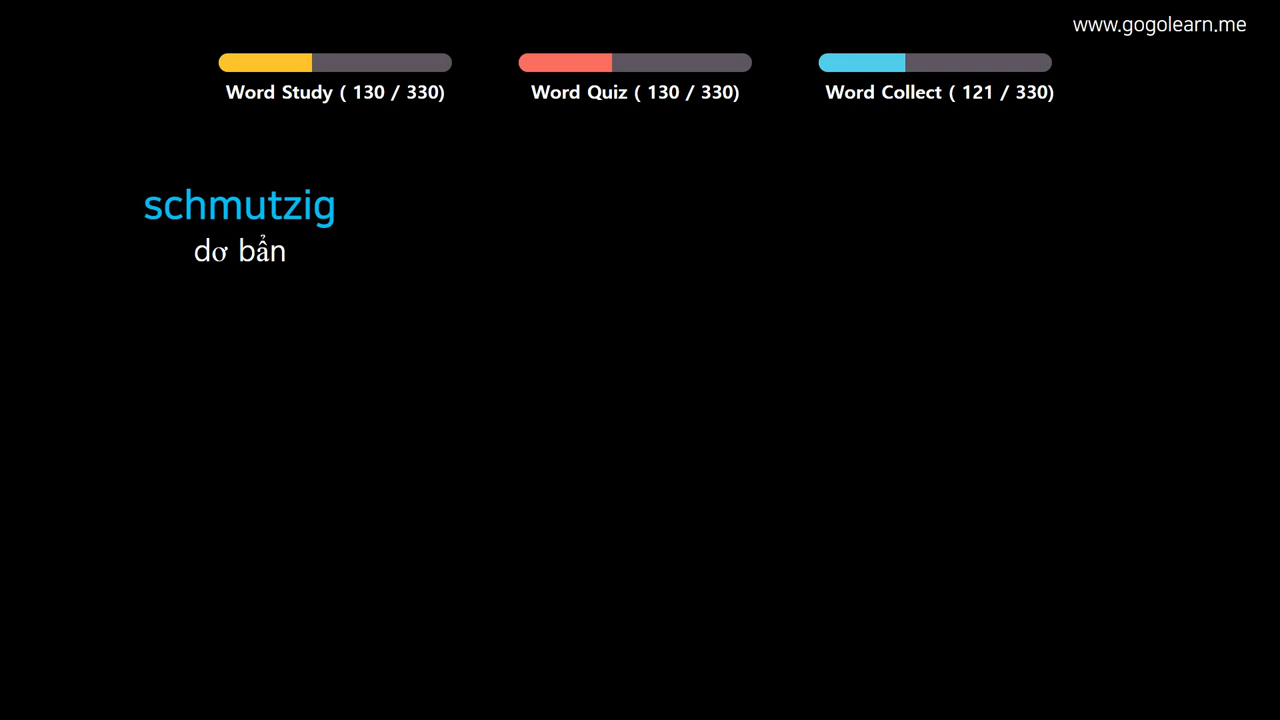 www.gogolearn.me
Word Study ( 130 / 330)
Word Quiz ( 130 / 330)
Word Collect ( 121 / 330)
schmutzig
dơ bẩn